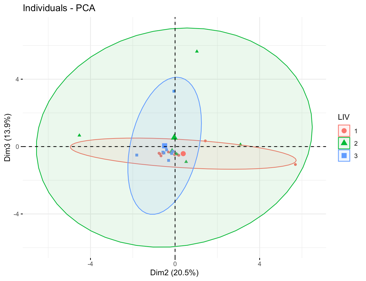 Individuals - PCA
Dim3 (13.9%)
4
0
-4
-4
0
4
Dim2 (20.5%)
LIV
1
2
3